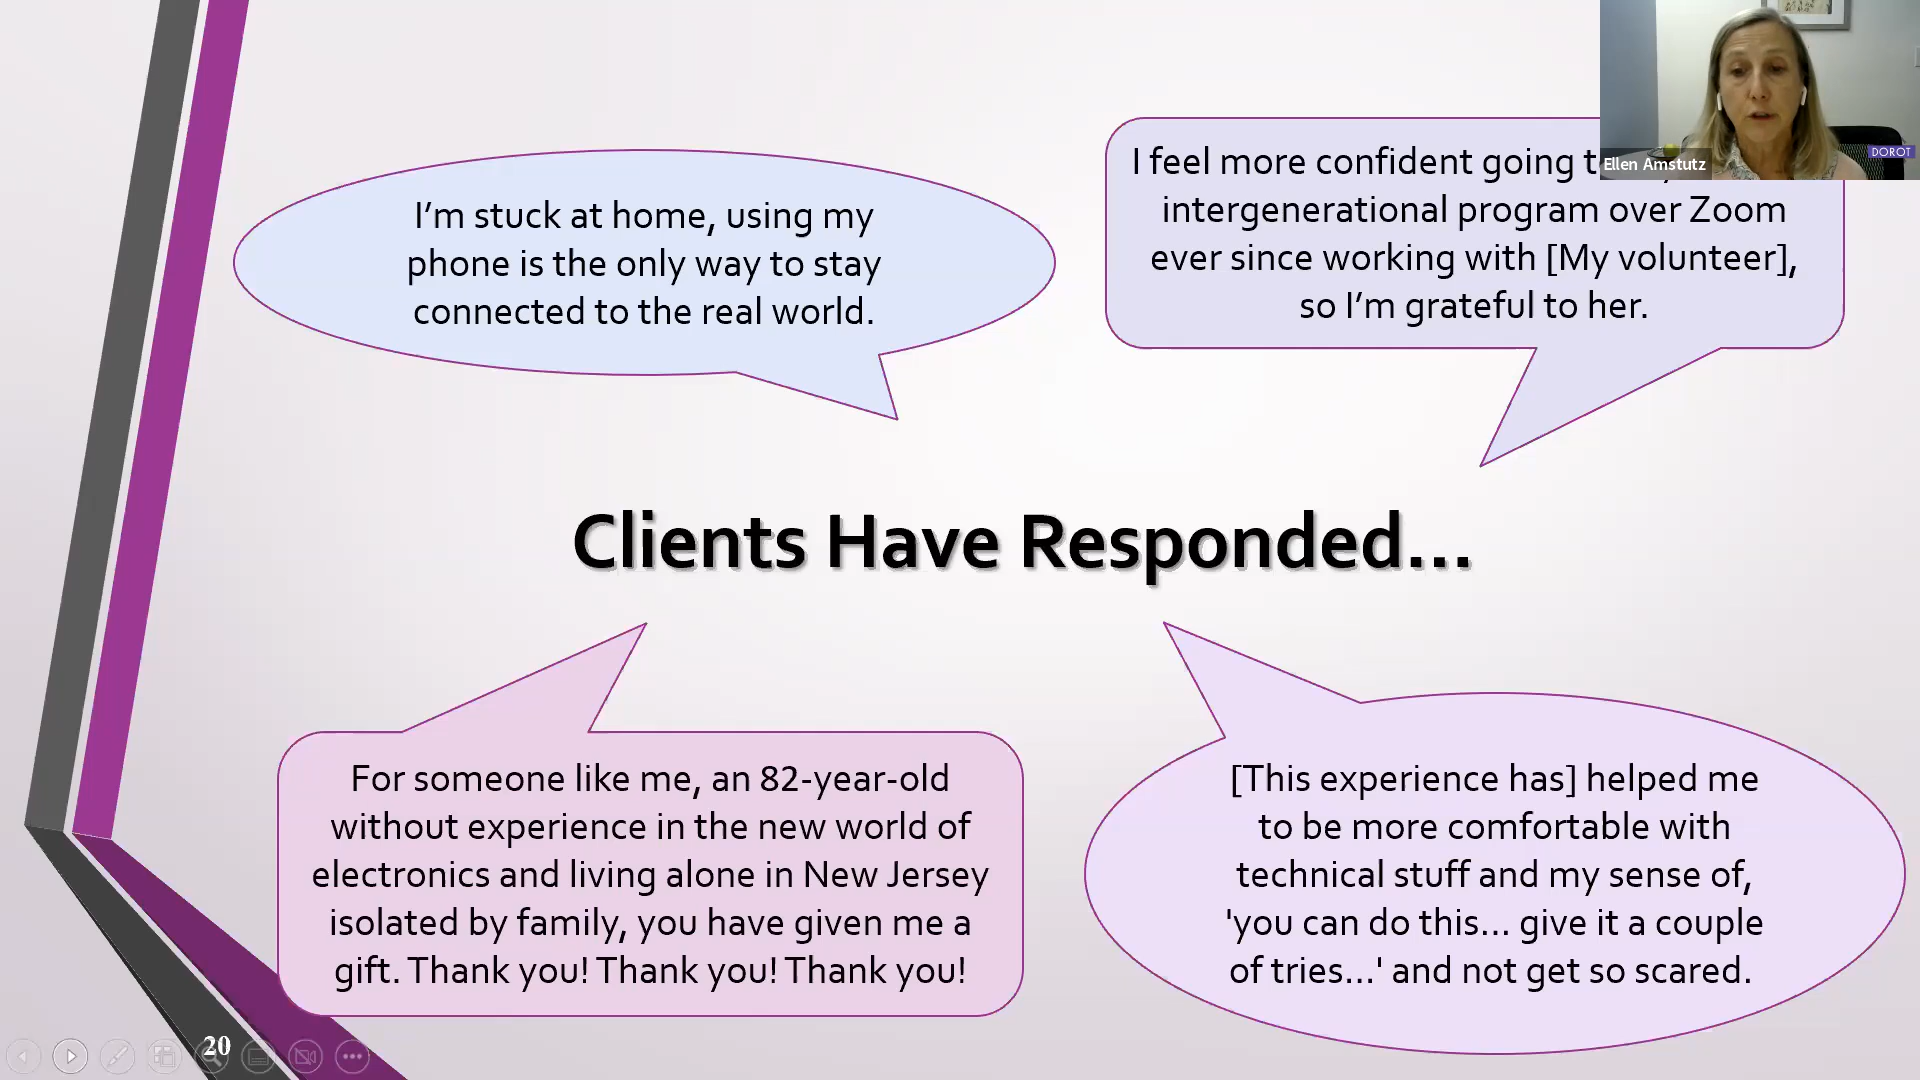 I’m stuck at home, using my
phone is the only way to stay
connected to the real world.
I feel more confident going
intergenerational program over Zoom
ever since working with [My volunteer],
so I’m grateful to her.
Ellen Amstutz
DOROT
Clients Have Responded...
For someone like me, an 82-year-old
without experience in the new world of
electronics and living alone in New Jersey
isolated by family, you have given me a
gift. Thank you! Thank you! Thank you!
[This experience has] helped me
to be more comfortable with
technical stuff and my sense of,
'you can do this... give it a couple
of tries...' and not get so scared.
20